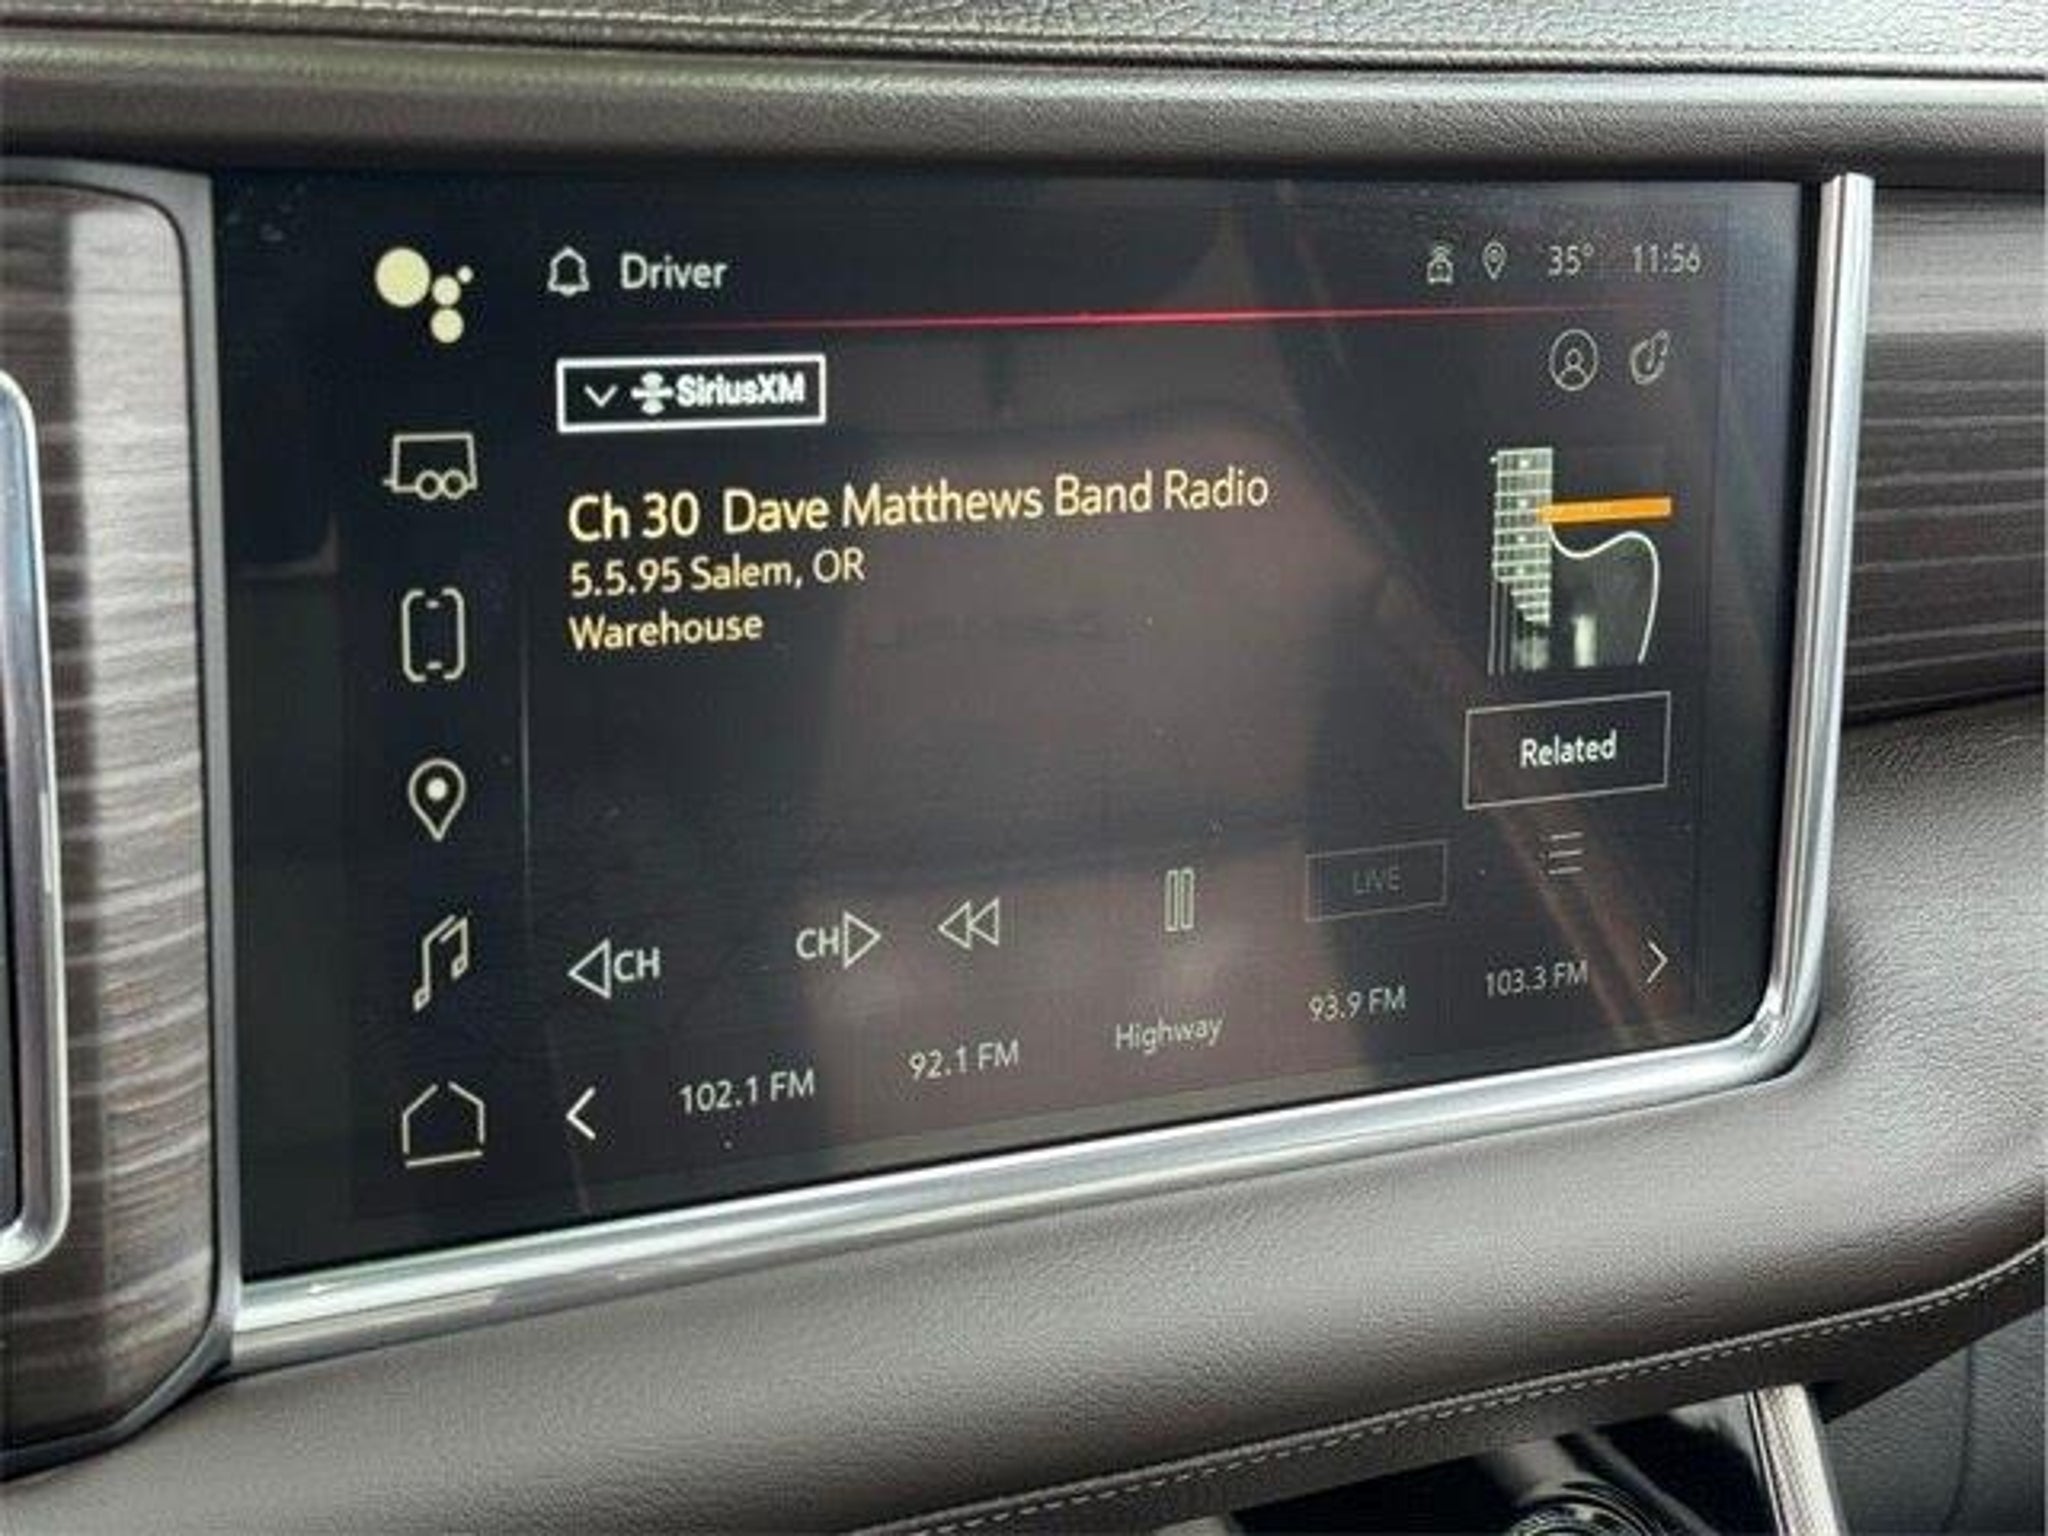 Driver
35° 11:56
SiriusXM
Ch 30 Dave Matthews Band Radio
5.5.95 Salem, OR
Warehouse
Related
CH
CH
LIVE
102.1 FM
92.1 FM
Highway
93.9 FM
103.3 FM